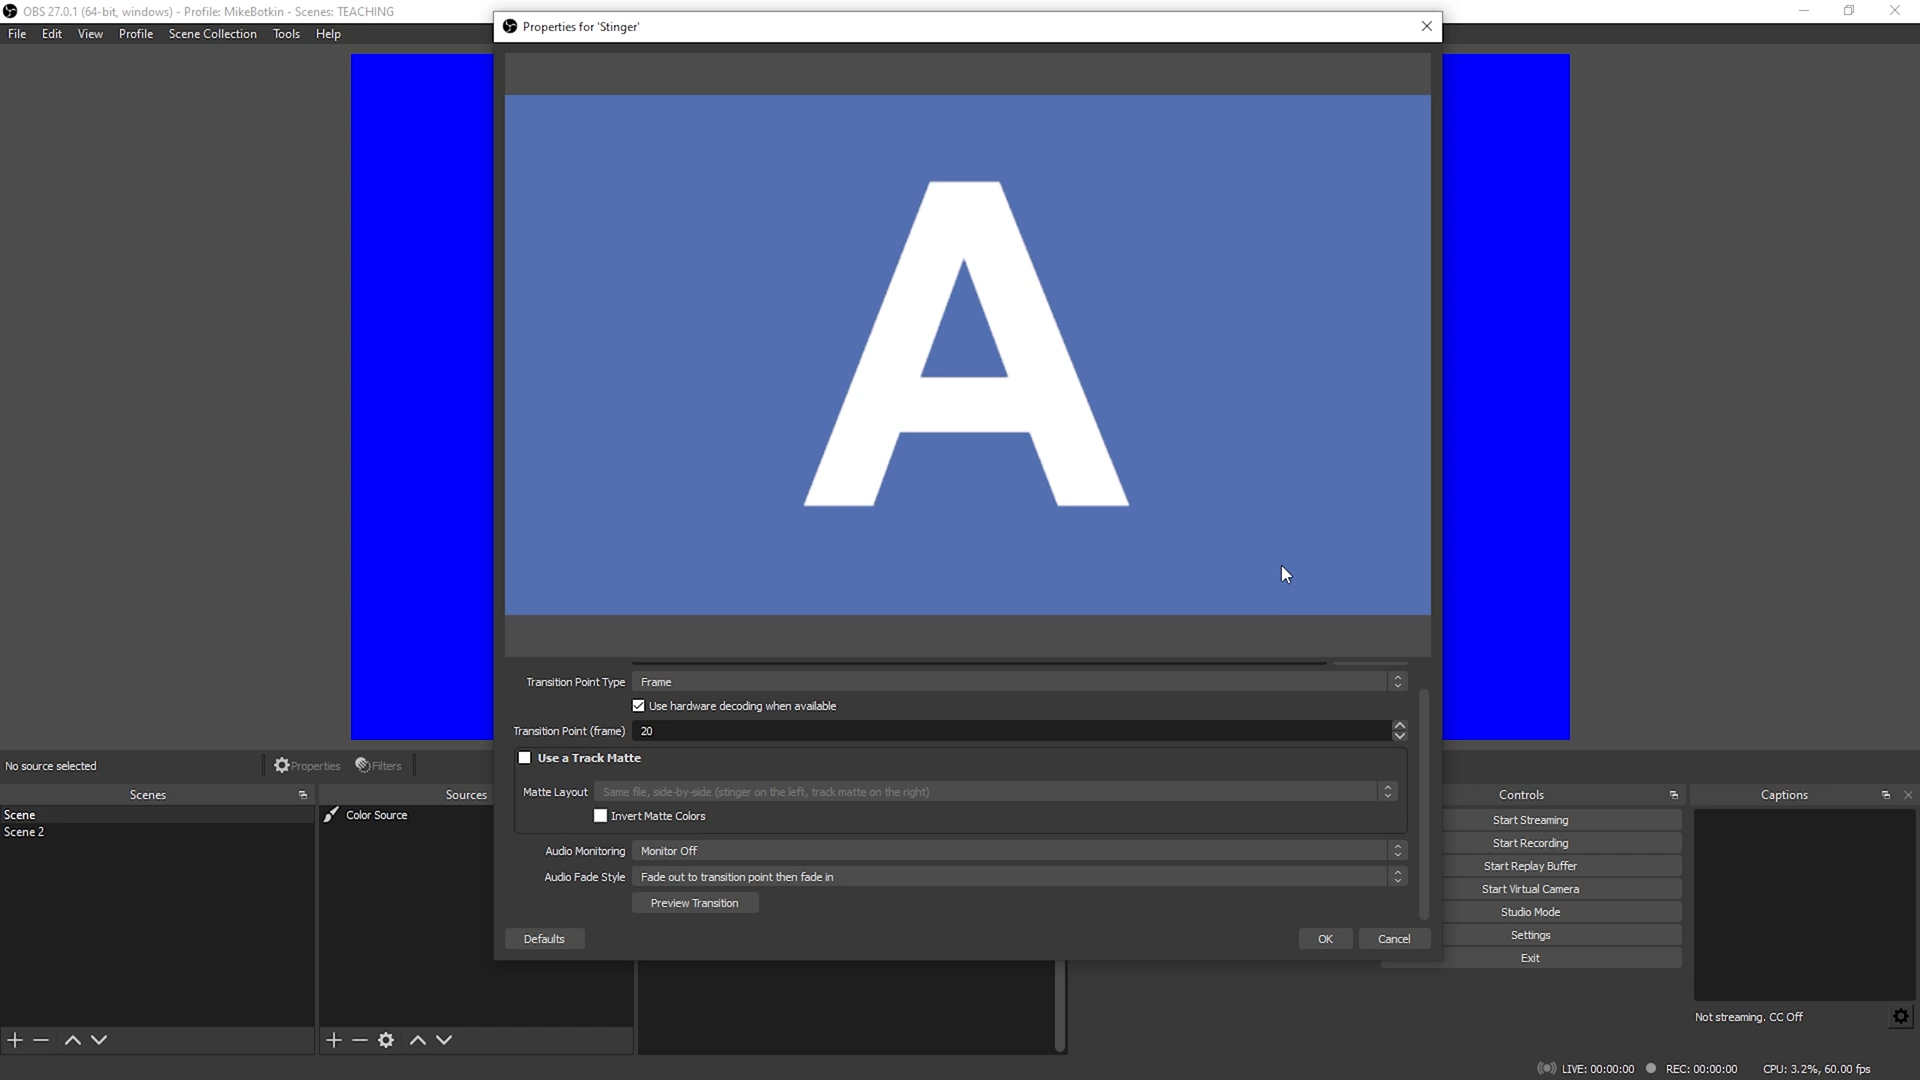 OBS 27.0.1 (64-bit, windows) - Profile: MikeBotkin - Scenes: TEACHING
File Edit View Profile Scene Collection Tools Help
Properties for 'Stinger'
A
Transition Point Type Frame
Use hardware decoding when available
Transition Point (frame) 20
Use a Track Matte
Matte Layout Same file, side-by-side (stinger on the left, track matte on the right)
Invert Matte Colors
Audio Monitoring Monitor Off
Audio Fade Style Fade out to transition point then fade in
Preview Transition
Defaults OK Cancel
No source selected Properties Filters
Scenes
Scene
Scene 2
Sources
Color Source
Controls
Start Streaming
Start Recording
Start Replay Buffer
Start Virtual Camera
Studio Mode
Settings
Exit
Captions
Not streaming. CC Off
LIVE: 00:00:00 REC: 00:00:00 CPU: 3.2%, 60.00 fps